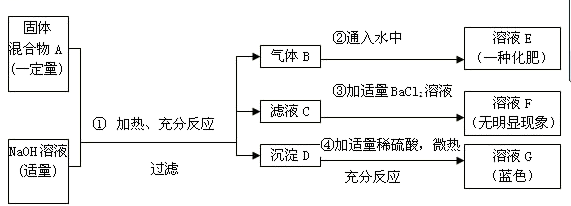 固体
混合物 A
(一定量)
NaOH 溶液
(适量)
① 加热、充分反应
过滤
气体 B
滤液 C
沉淀 D
②通入水中
③加适量 BaCl₂溶液
④加适量稀硫酸，微热
充分反应
溶液 E
(一种化肥)
溶液 F
(无明显现象)
溶液 G
(蓝色)